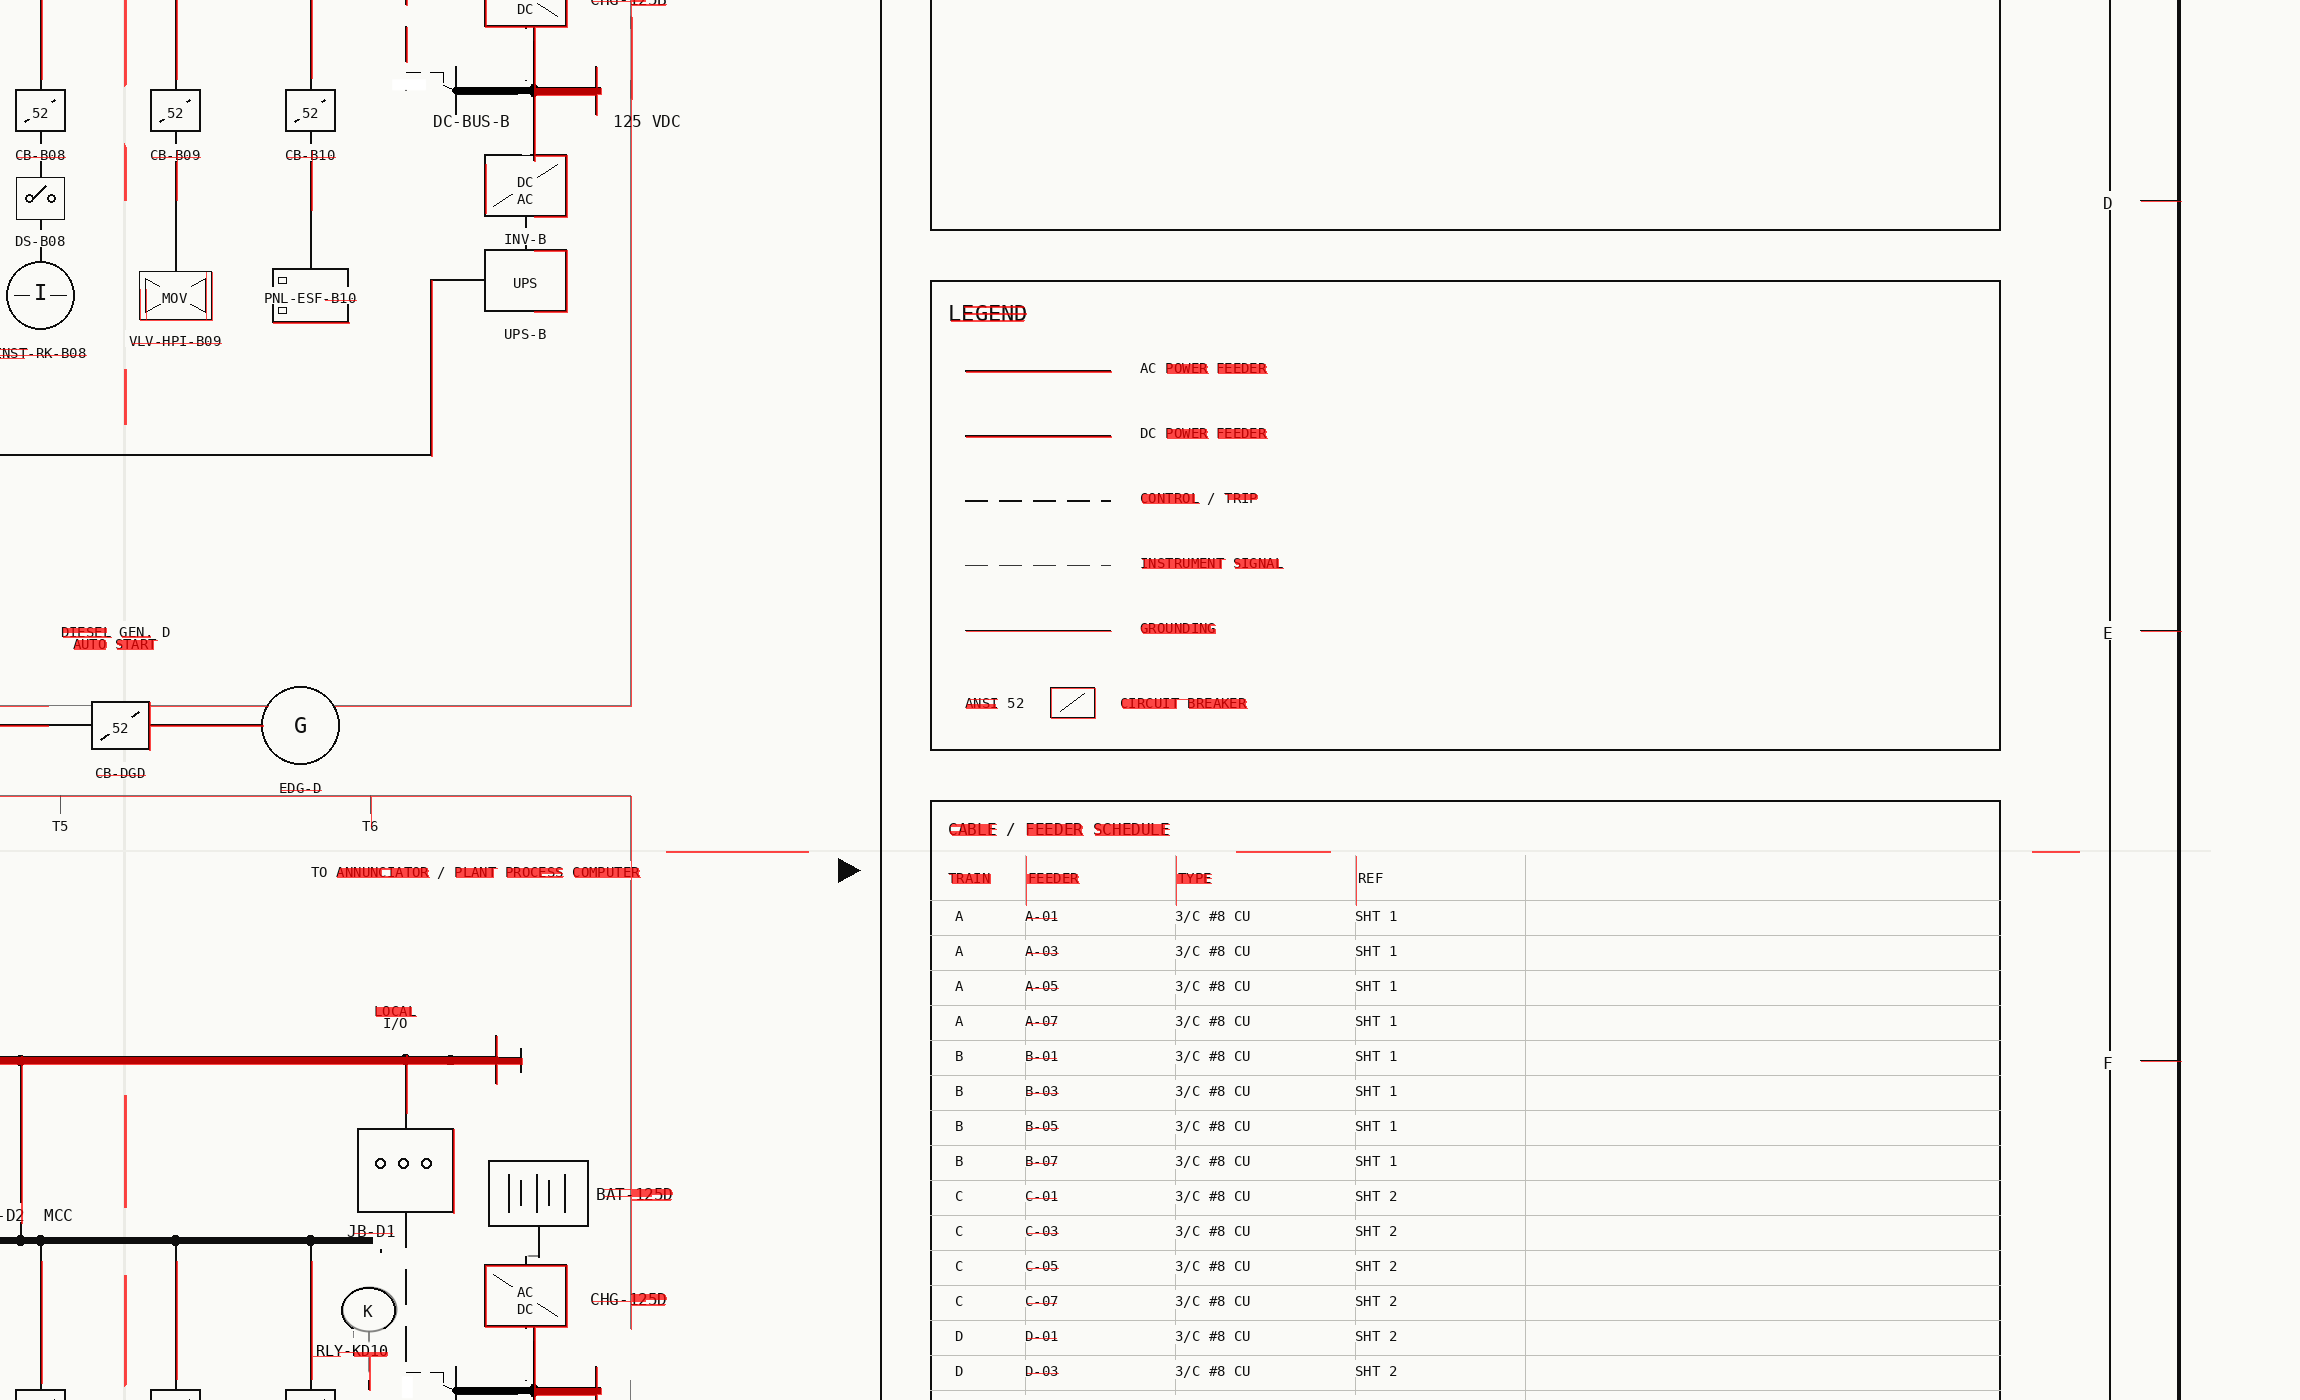 DC
CHG-125D
52
52
52
DC-BUS-B
125 VDC
CB-B08
CB-B09
CB-B10
DC
AC
DS-B08
INV-B
I
MOV
PNL-ESF-B10
UPS
VLV-HPI-B09
UPS-B
INST-RK-B08
DIESEL GEN. D
AUTO START
52
G
CB-DGD
EDG-D
T5
T6
TO ANNUNCIATOR / PLANT PROCESS COMPUTER
LOCAL
I/O
BAT-125D
-D2 MCC
JB-D1
AC
DC
CHG-125D
K
RLY-KD10
LEGEND
AC POWER FEEDER
DC POWER FEEDER
CONTROL / TRIP
INSTRUMENT SIGNAL
GROUNDING
ANSI 52
CIRCUIT BREAKER
CABLE / FEEDER SCHEDULE
TRAIN FEEDER TYPE REF
A A-01 3/C #8 CU SHT 1
A A-03 3/C #8 CU SHT 1
A A-05 3/C #8 CU SHT 1
A A-07 3/C #8 CU SHT 1
B B-01 3/C #8 CU SHT 1
B B-03 3/C #8 CU SHT 1
B B-05 3/C #8 CU SHT 1
B B-07 3/C #8 CU SHT 1
C C-01 3/C #8 CU SHT 2
C C-03 3/C #8 CU SHT 2
C C-05 3/C #8 CU SHT 2
C C-07 3/C #8 CU SHT 2
D D-01 3/C #8 CU SHT 2
D D-03 3/C #8 CU SHT 2
D
E
F